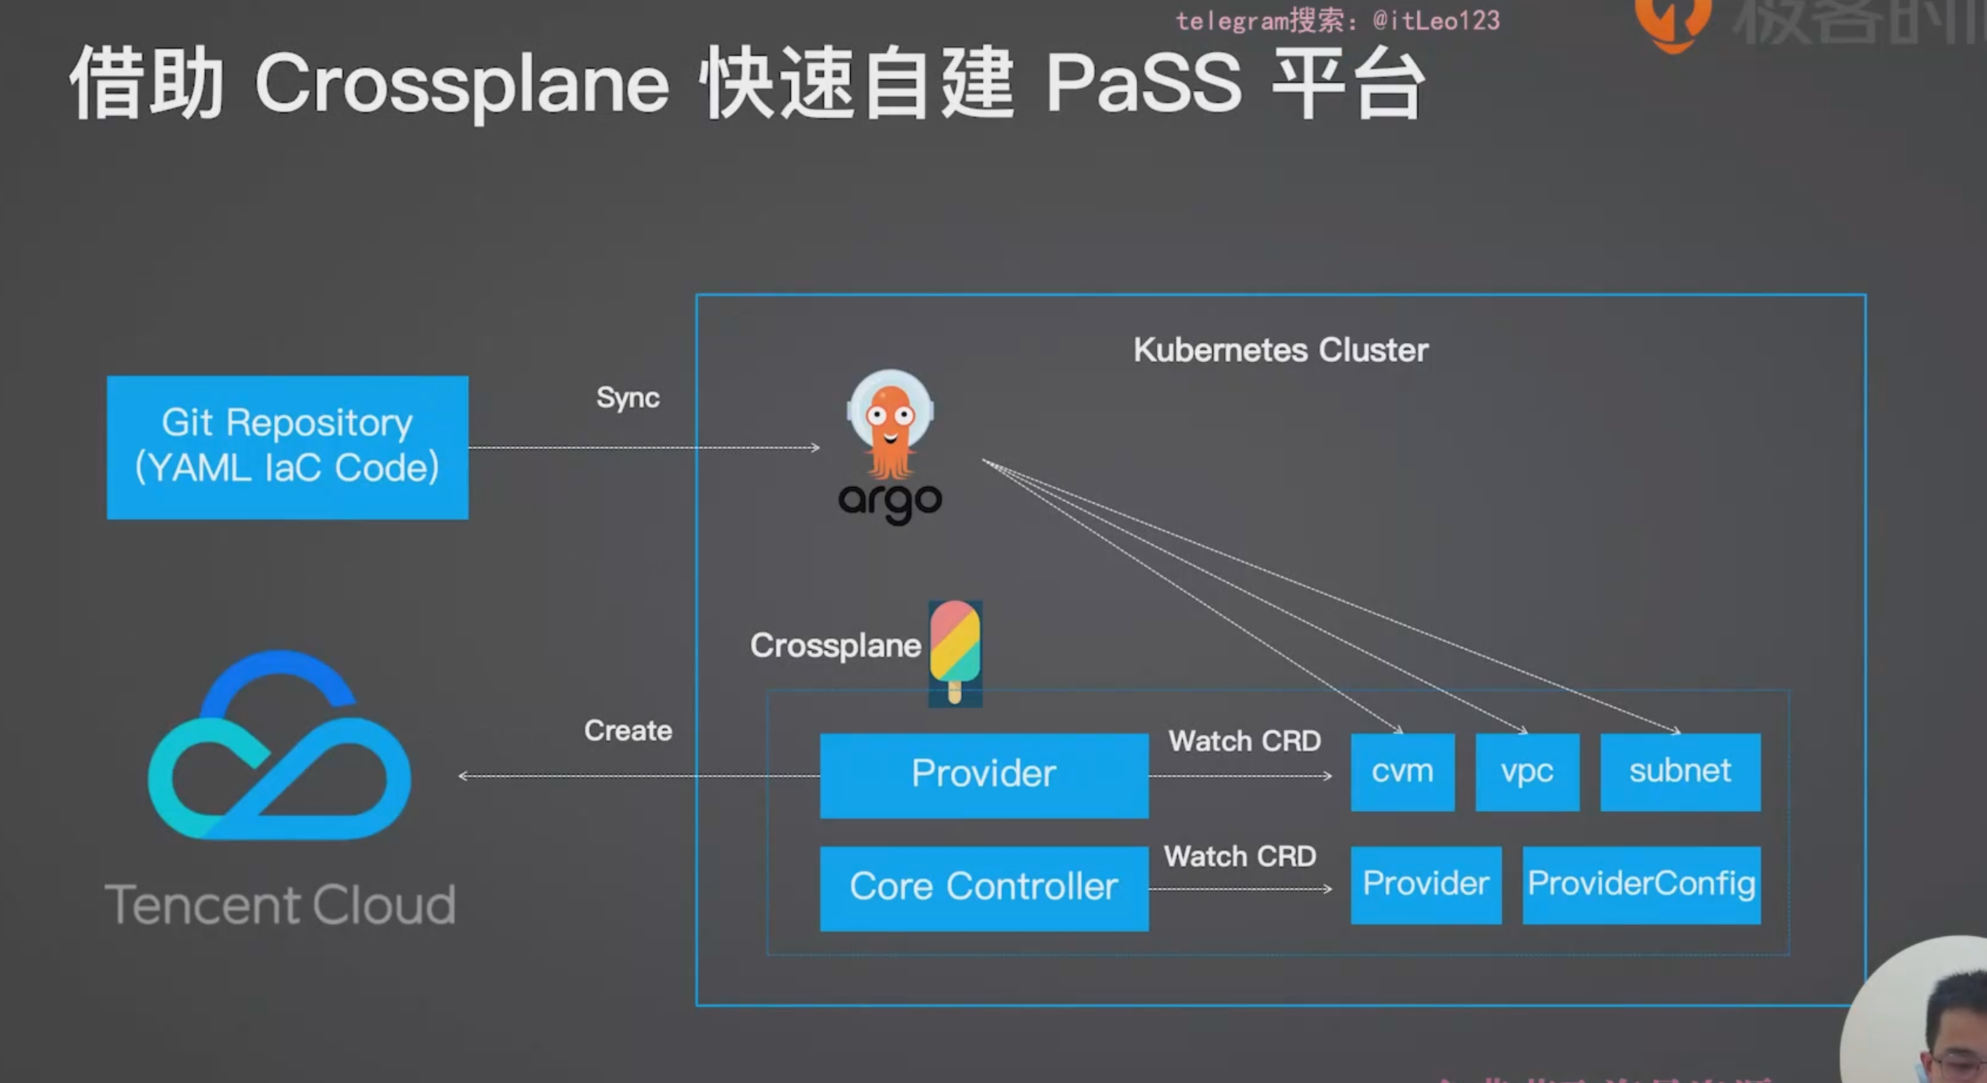 telegram搜索：@itLeo123
极客时间
借助 Crossplane 快速自建 PaSS 平台
Kubernetes Cluster
Git Repository
(YAML IaC Code)
Sync
argo
Crossplane
Create
Provider
Watch CRD
cvm
vpc
subnet
Core Controller
Watch CRD
Provider
ProviderConfig
Tencent Cloud